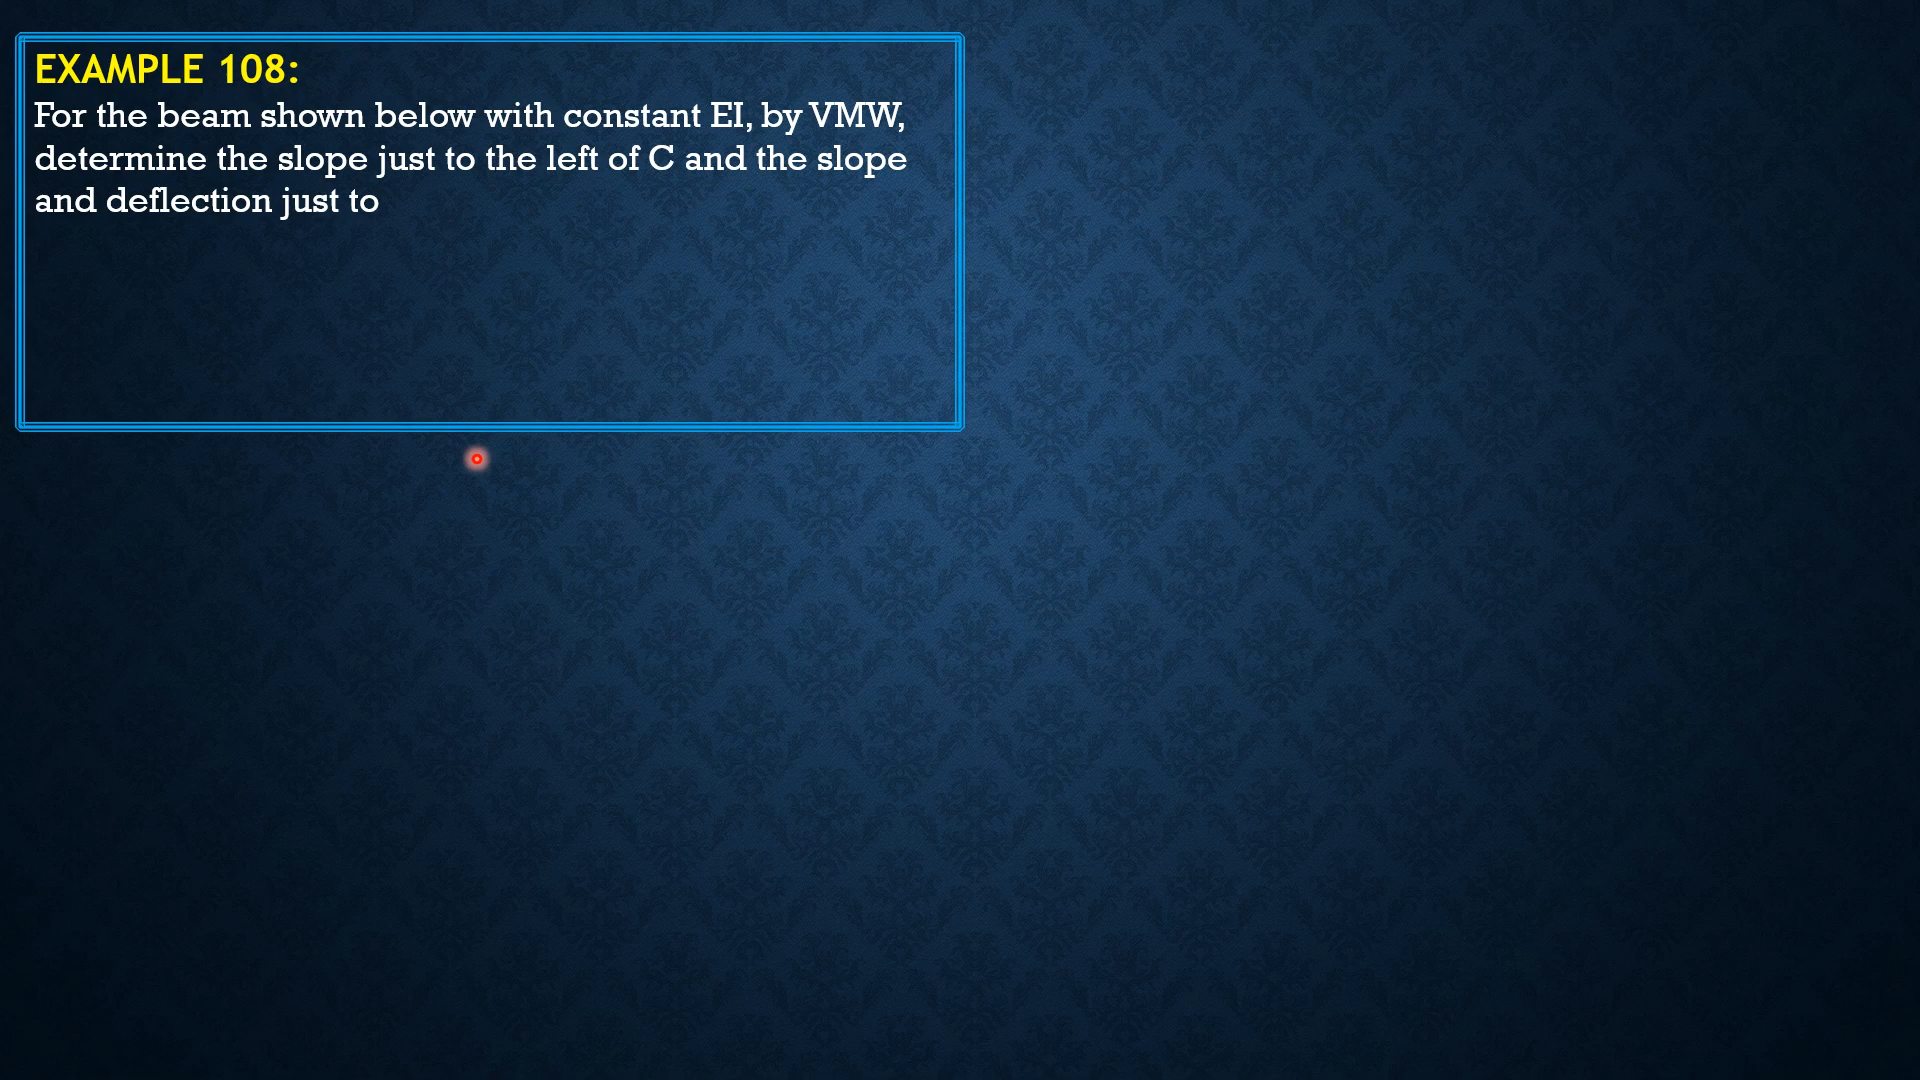 EXAMPLE 108:
For the beam shown below with constant EI, by VMW,
determine the slope just to the left of C and the slope
and deflection just to